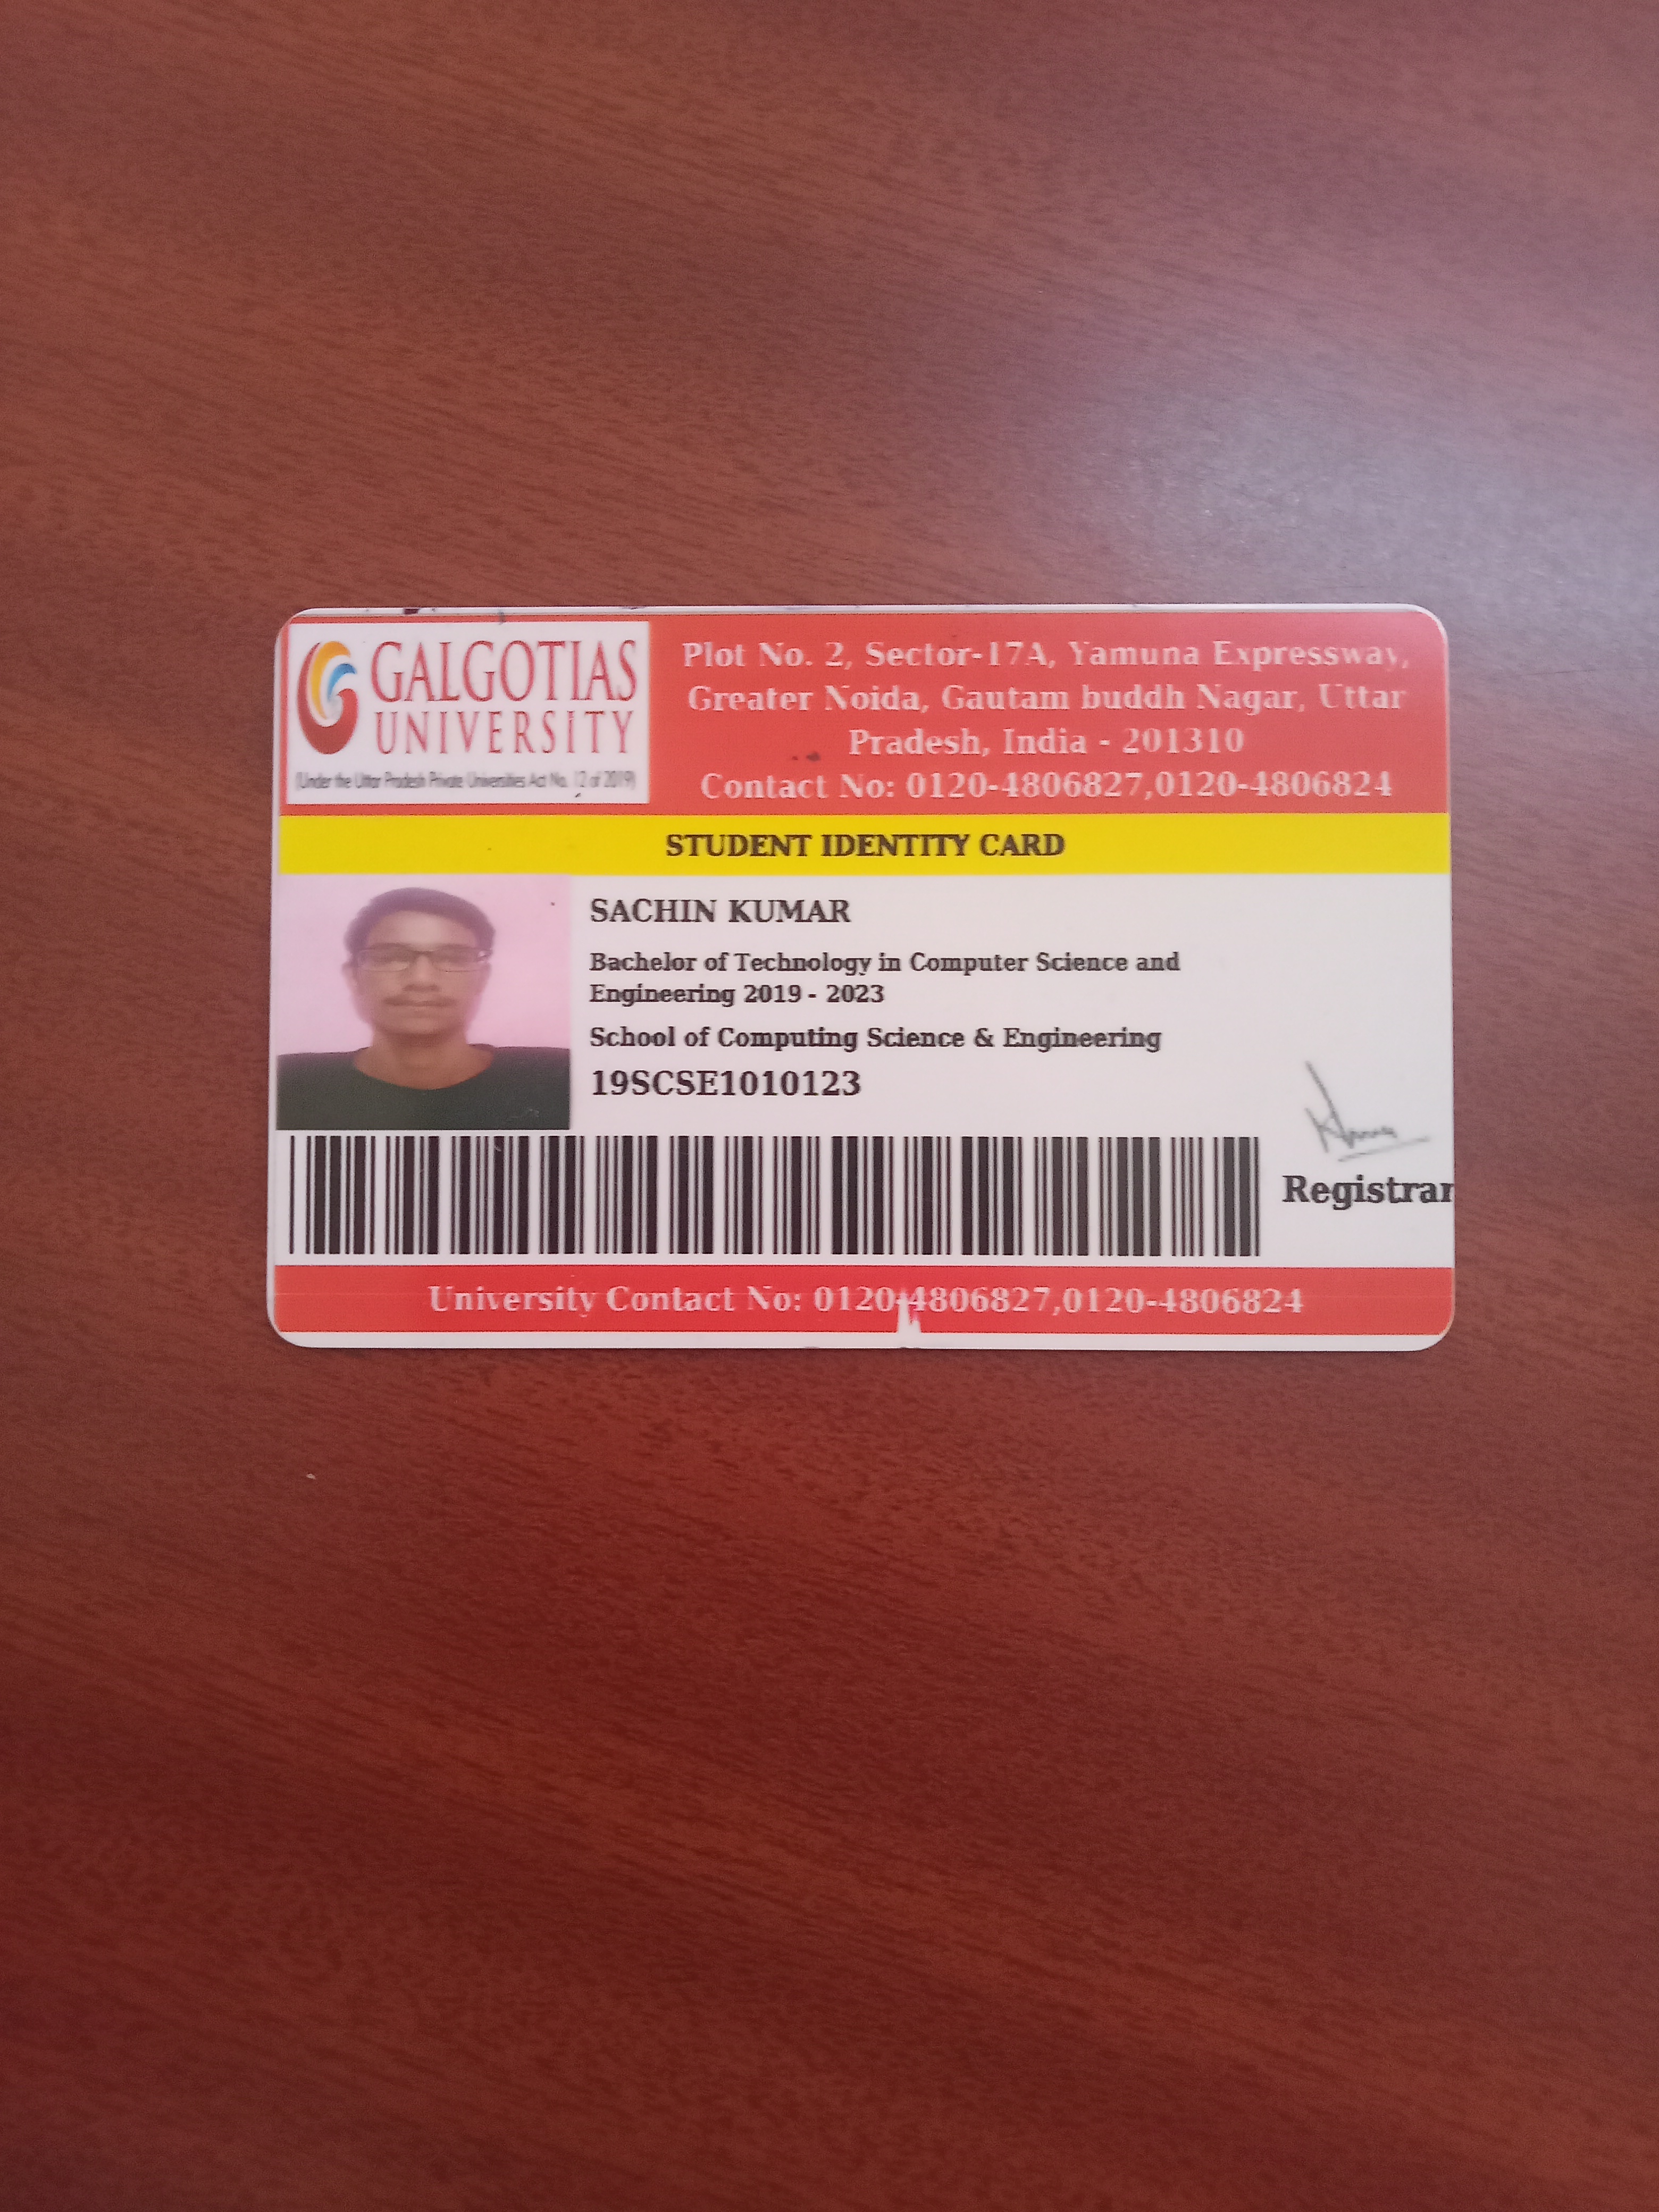 GALGOTIAS
UNIVERSITY
(Under the Uttar Pradesh Private Universities Act No. 12 of 2019)
Plot No. 2, Sector-17A, Yamuna Expressway,
Greater Noida, Gautam buddh Nagar, Uttar
Pradesh, India - 201310
Contact No: 0120-4806827,0120-4806824
STUDENT IDENTITY CARD
SACHIN KUMAR
Bachelor of Technology in Computer Science and
Engineering 2019 - 2023
School of Computing Science & Engineering
19SCSE1010123
Registrar
University Contact No: 0120-4806827,0120-4806824